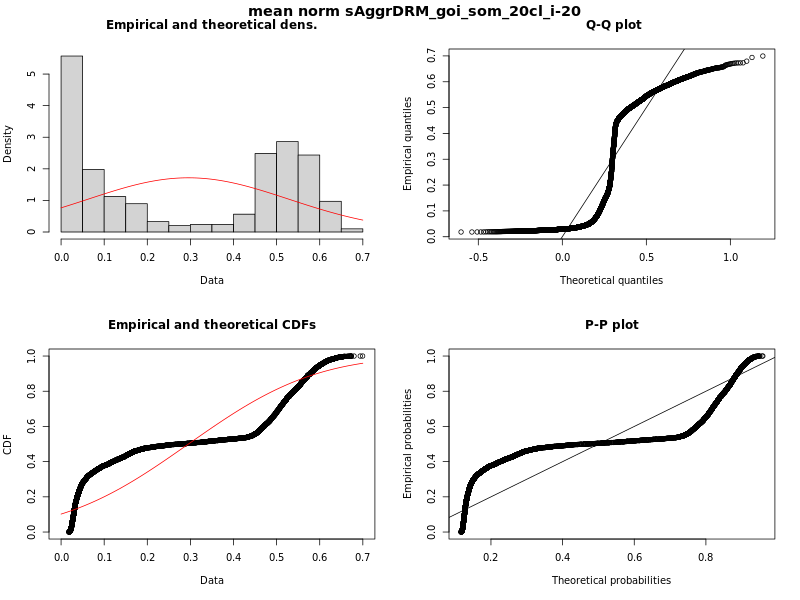 mean norm sAggrDRM_goi_som_20cl_i-20
Empirical and theoretical dens.
Density
0 1 2 3 4 5
0.0 0.1 0.2 0.3 0.4 0.5 0.6 0.7
Data
Q-Q plot
Empirical quantiles
0.0 0.1 0.2 0.3 0.4 0.5 0.6 0.7
-0.5 0.0 0.5 1.0
Theoretical quantiles
Empirical and theoretical CDFs
CDF
0.0 0.2 0.4 0.6 0.8 1.0
0.0 0.1 0.2 0.3 0.4 0.5 0.6 0.7
Data
P-P plot
Empirical probabilities
0.0 0.2 0.4 0.6 0.8 1.0
0.2 0.4 0.6 0.8
Theoretical probabilities